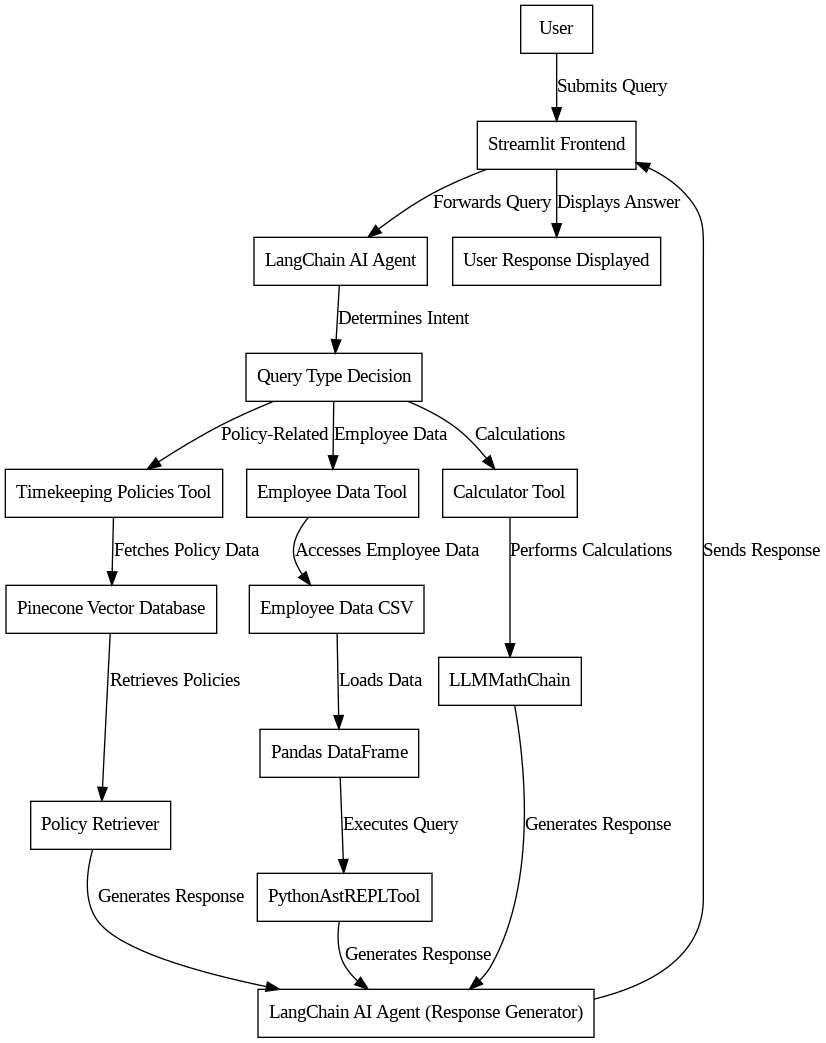 User
Submits Query
Streamlit Frontend
Forwards Query
Displays Answer
LangChain AI Agent
User Response Displayed
Determines Intent
Query Type Decision
Policy-Related
Employee Data
Calculations
Timekeeping Policies Tool
Employee Data Tool
Calculator Tool
Fetches Policy Data
Accesses Employee Data
Performs Calculations
Sends Response
Pinecone Vector Database
Employee Data CSV
Retrieves Policies
Loads Data
LLMMathChain
Pandas DataFrame
Policy Retriever
Executes Query
Generates Response
Generates Response
PythonAstREPLTool
Generates Response
LangChain AI Agent (Response Generator)